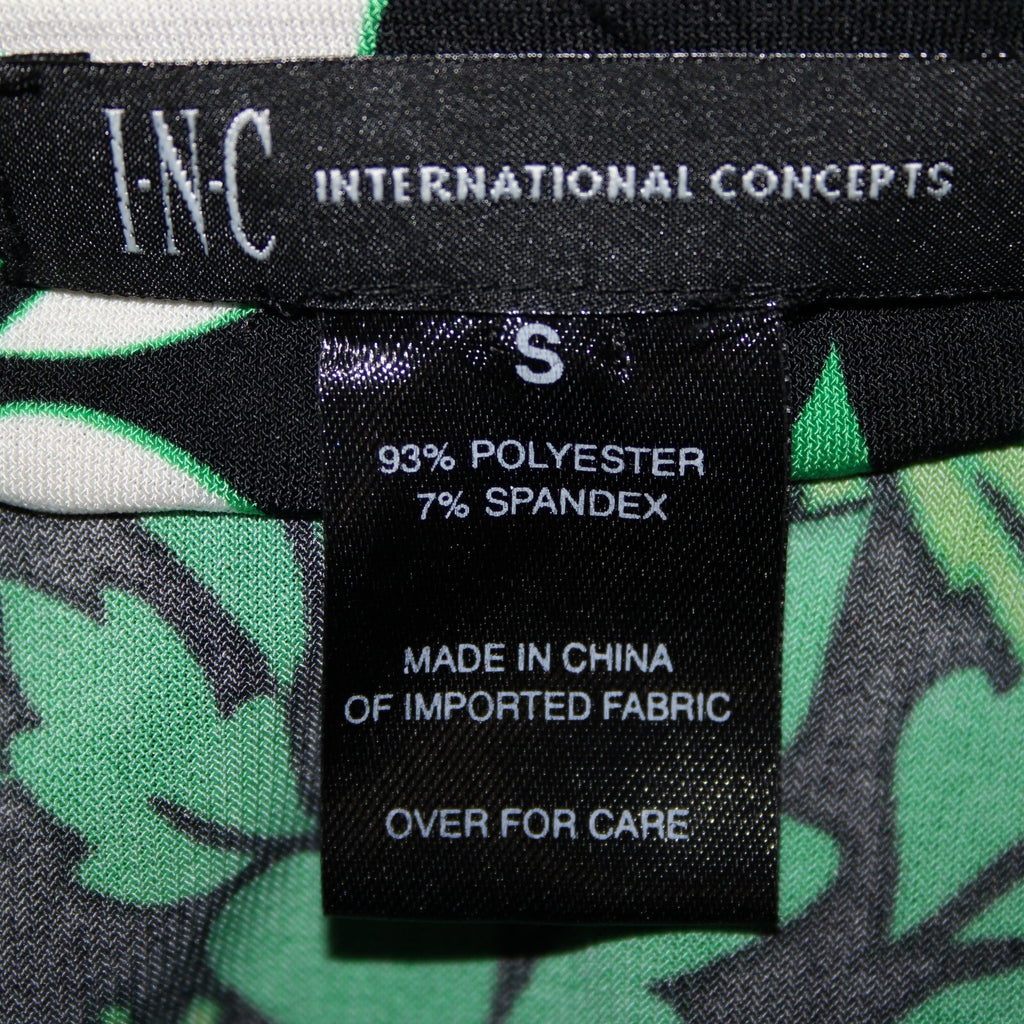 I·N·C INTERNATIONAL CONCEPTS
S
93% POLYESTER
7% SPANDEX
MADE IN CHINA
OF IMPORTED FABRIC
OVER FOR CARE